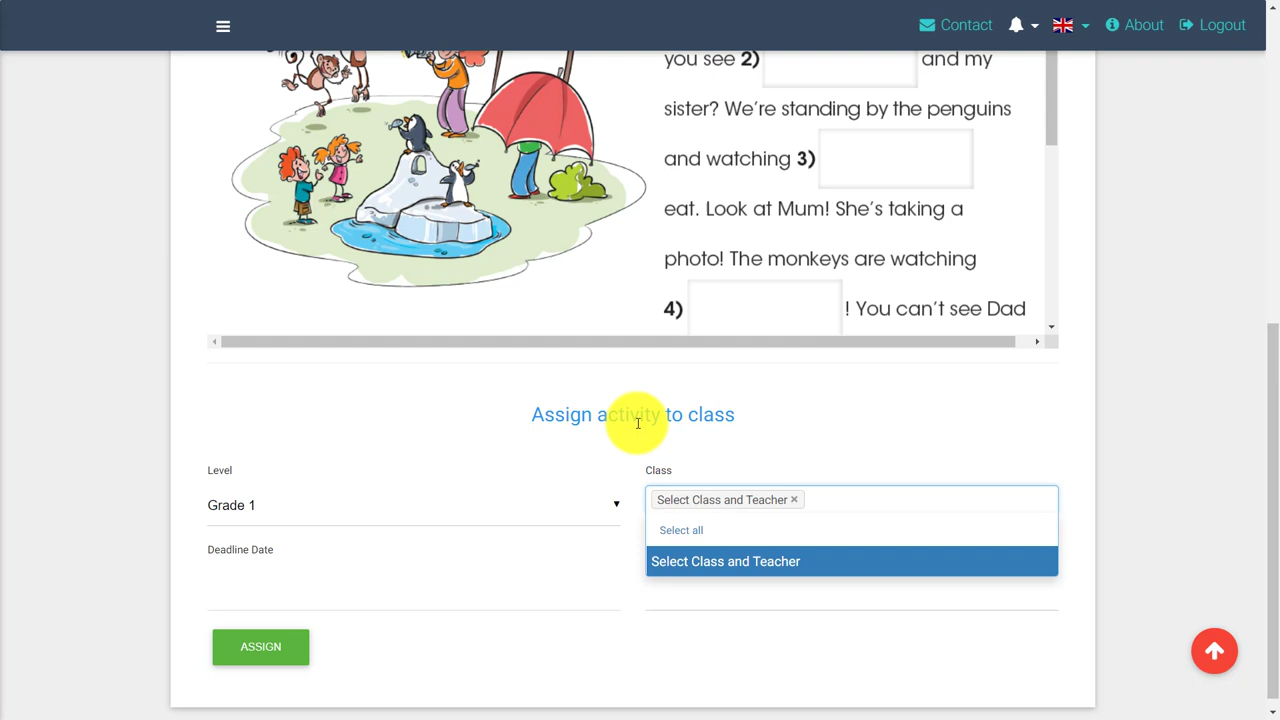 Contact
About
Logout
you see 2) and my
sister? We're standing by the penguins
and watching 3)
eat. Look at Mum! She's taking a
photo! The monkeys are watching
4) ! You can't see Dad
Assign activity to class
Level
Grade 1
Class
Select Class and Teacher ×
Select all
Select Class and Teacher
Deadline Date
ASSIGN